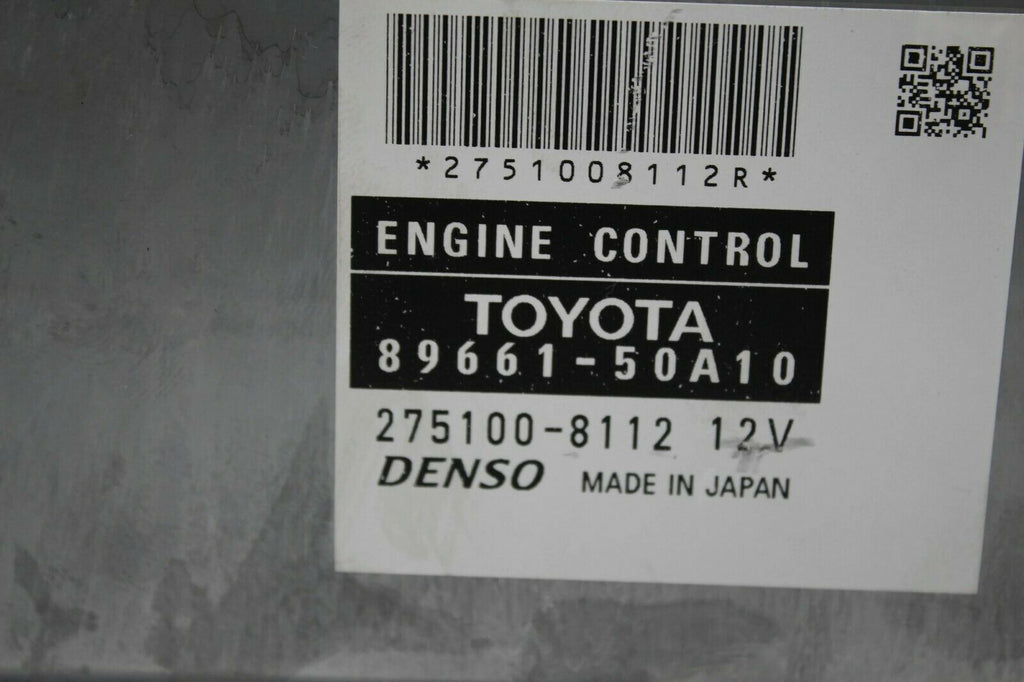 *2751008112R*
ENGINE CONTROL
TOYOTA
89661-50A10
275100-8112 12V
DENSO MADE IN JAPAN